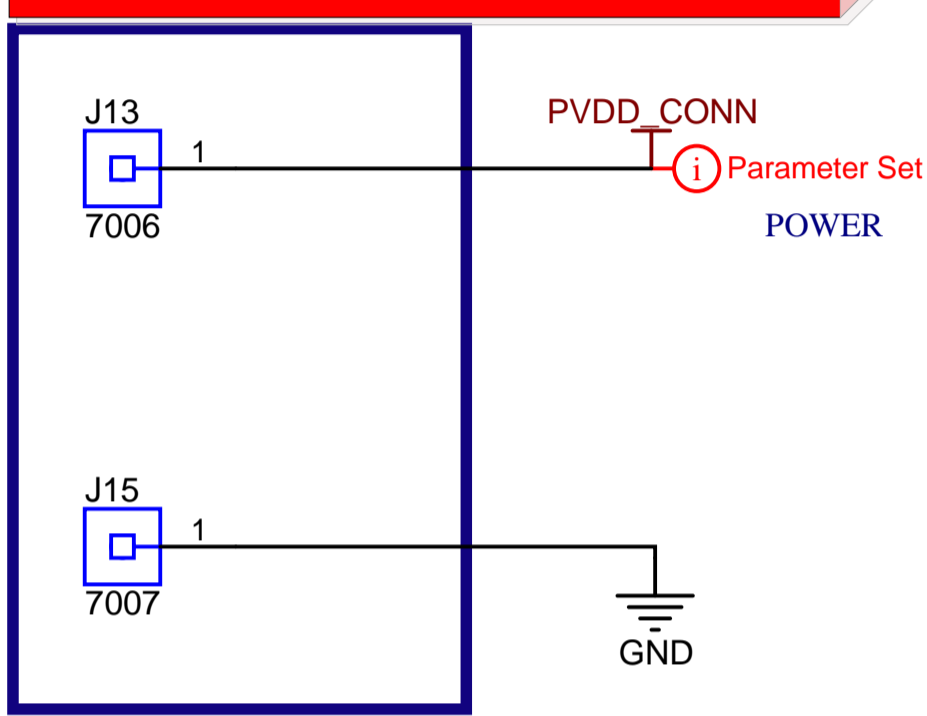 J13
1
7006
PVDD_CONN
i Parameter Set
POWER
J15
1
7007
GND